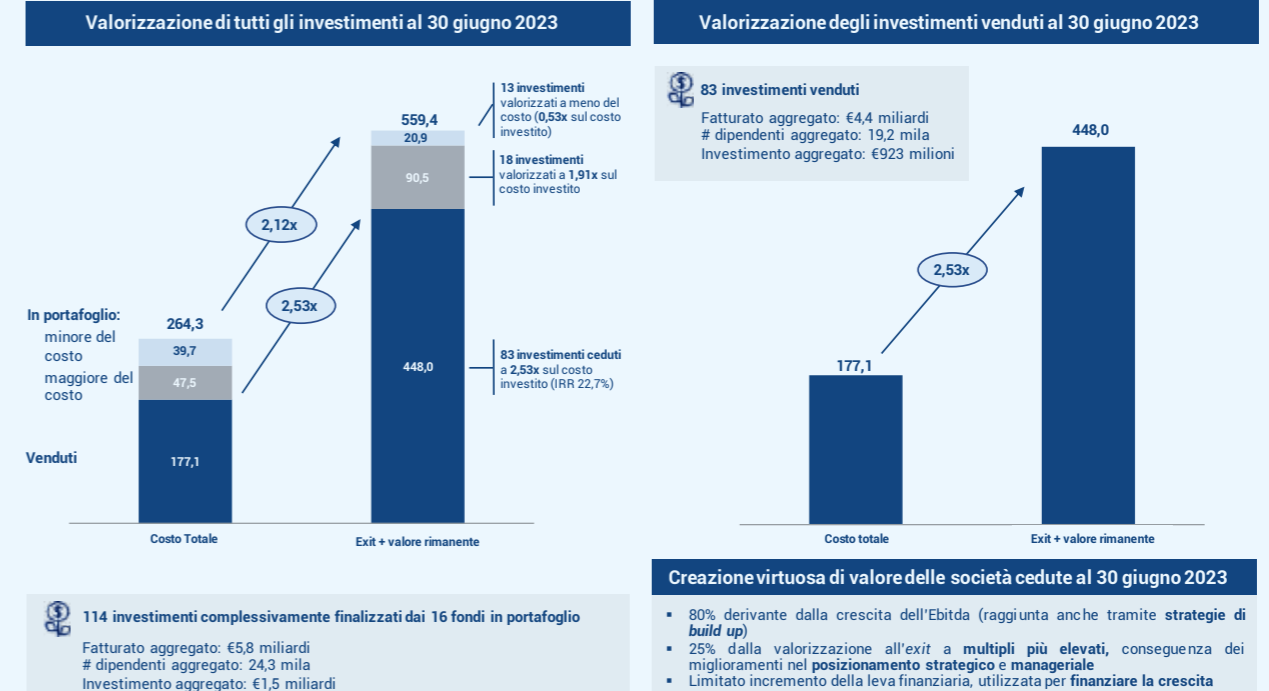 Valorizzazione di tutti gli investimenti al 30 giugno 2023
13 investimenti
valorizzati a meno del
costo (0,53x sul costo
investito)
559,4
20,9
18 investimenti
valorizzati a 1,91x sul
costo investito
90,5
2,12x
2,53x
In portafoglio:
264,3
minore del
costo
39,7
maggiore del
costo
47,5
83 investimenti ceduti
a 2,53x sul costo
investito (IRR 22,7%)
448,0
Venduti
177,1
Costo Totale
Exit + valore rimanente
114 investimenti complessivamente finalizzati dai 16 fondi in portafoglio
Fatturato aggregato: €5,8 miliardi
# dipendenti aggregato: 24,3 mila
Investimento aggregato: €1,5 miliardi
Valorizzazione degli investimenti venduti al 30 giugno 2023
83 investimenti venduti
Fatturato aggregato: €4,4 miliardi
# dipendenti aggregato: 19,2 mila
Investimento aggregato: €923 milioni
448,0
2,53x
177,1
Costo totale
Exit + valore rimanente
Creazione virtuosa di valore delle società cedute al 30 giugno 2023
▪ 80% derivante dalla crescita dell'Ebitda (raggiunta anche tramite strategie di
build up)
▪ 25% dalla valorizzazione all'exit a multipli più elevati, conseguenza dei
miglioramenti nel posizionamento strategico e manageriale
▪ Limitato incremento della leva finanziaria, utilizzata per finanziare la crescita